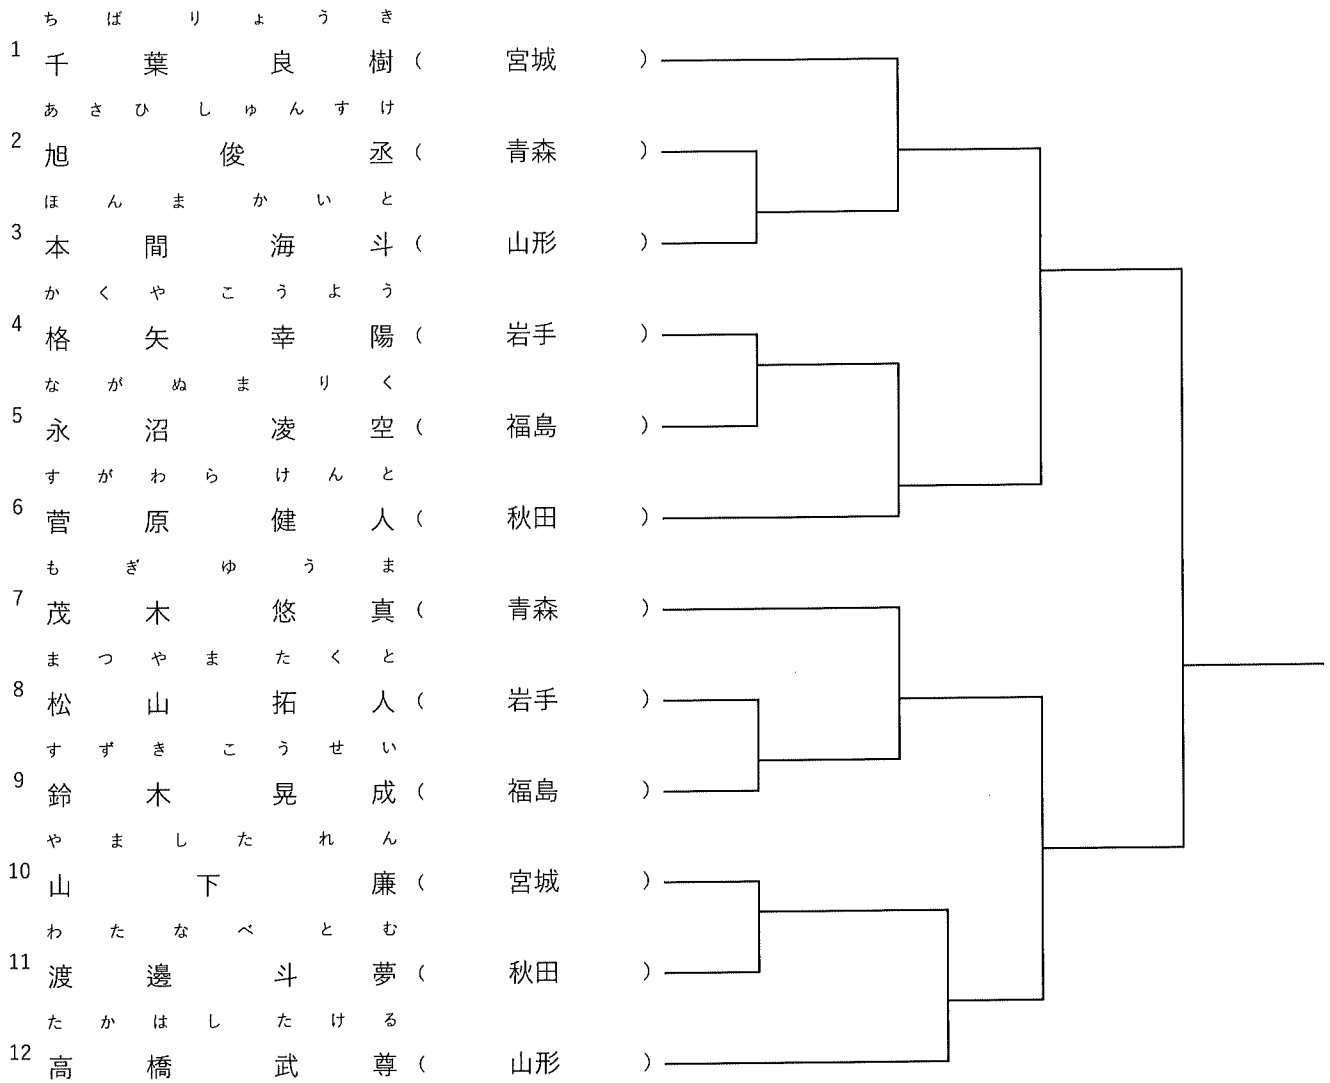 ちばりょうき
1 千葉良樹 ( 宮城 )
あさひしゅんすけ
2 旭俊丞 ( 青森 )
ほんまかいと
3 本間海斗 ( 山形 )
かくやこうよう
4 格矢幸陽 ( 岩手 )
ながぬまりく
5 永沼凌空 ( 福島 )
すがわらけんと
6 菅原健人 ( 秋田 )
もぎゆうま
7 茂木悠真 ( 青森 )
まつやまたくと
8 松山拓人 ( 岩手 )
すずきこうせい
9 鈴木晃成 ( 福島 )
やましたれん
10 山下廉 ( 宮城 )
わたなべとむ
11 渡邊斗夢 ( 秋田 )
たかはしたける
12 高橋武尊 ( 山形 )